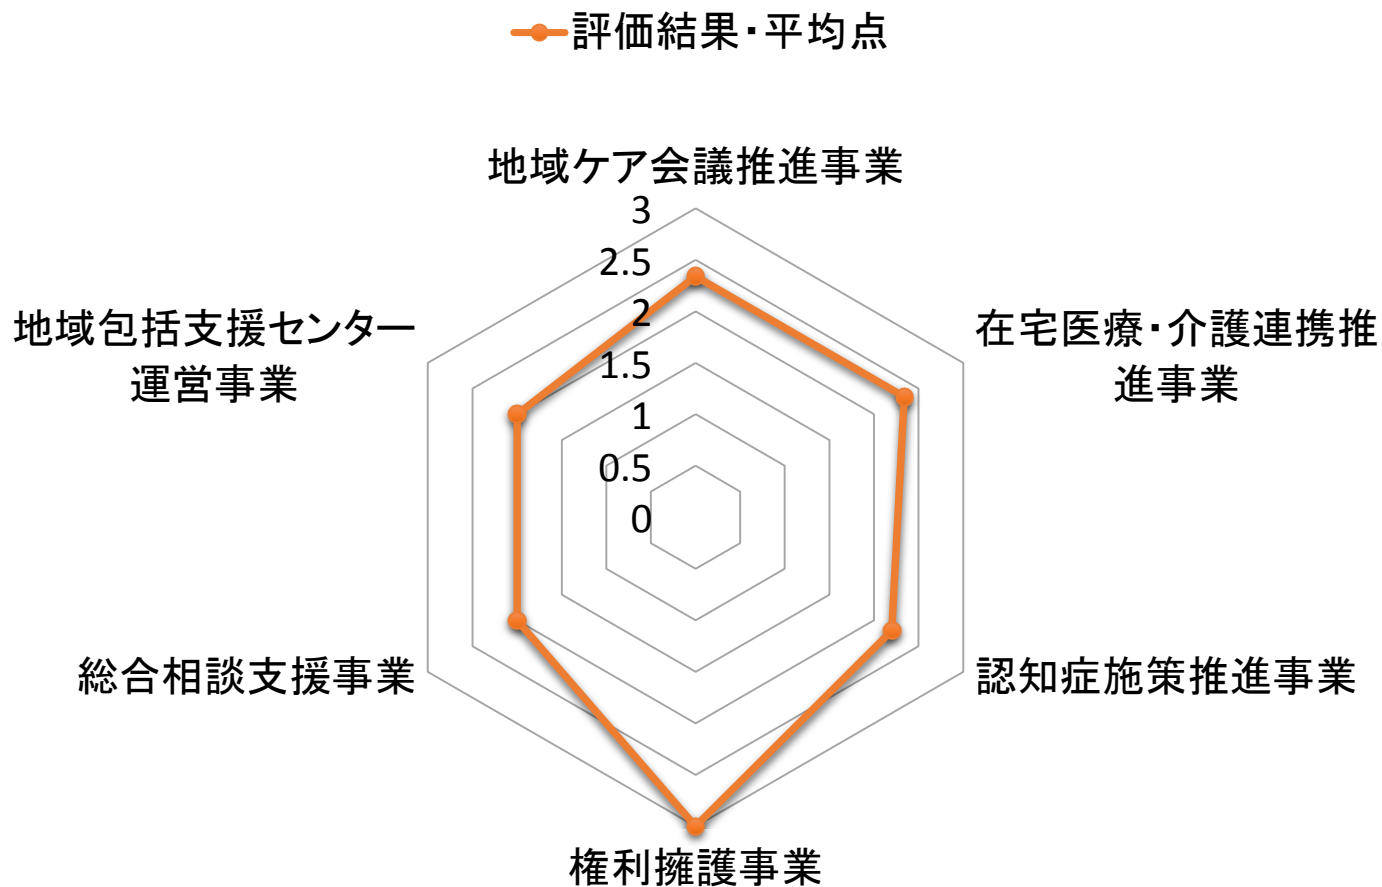 評価結果・平均点
地域ケア会議推進事業
3
2.5
2
1.5
1
0.5
0
在宅医療・介護連携推
進事業
認知症施策推進事業
権利擁護事業
総合相談支援事業
地域包括支援センター
運営事業